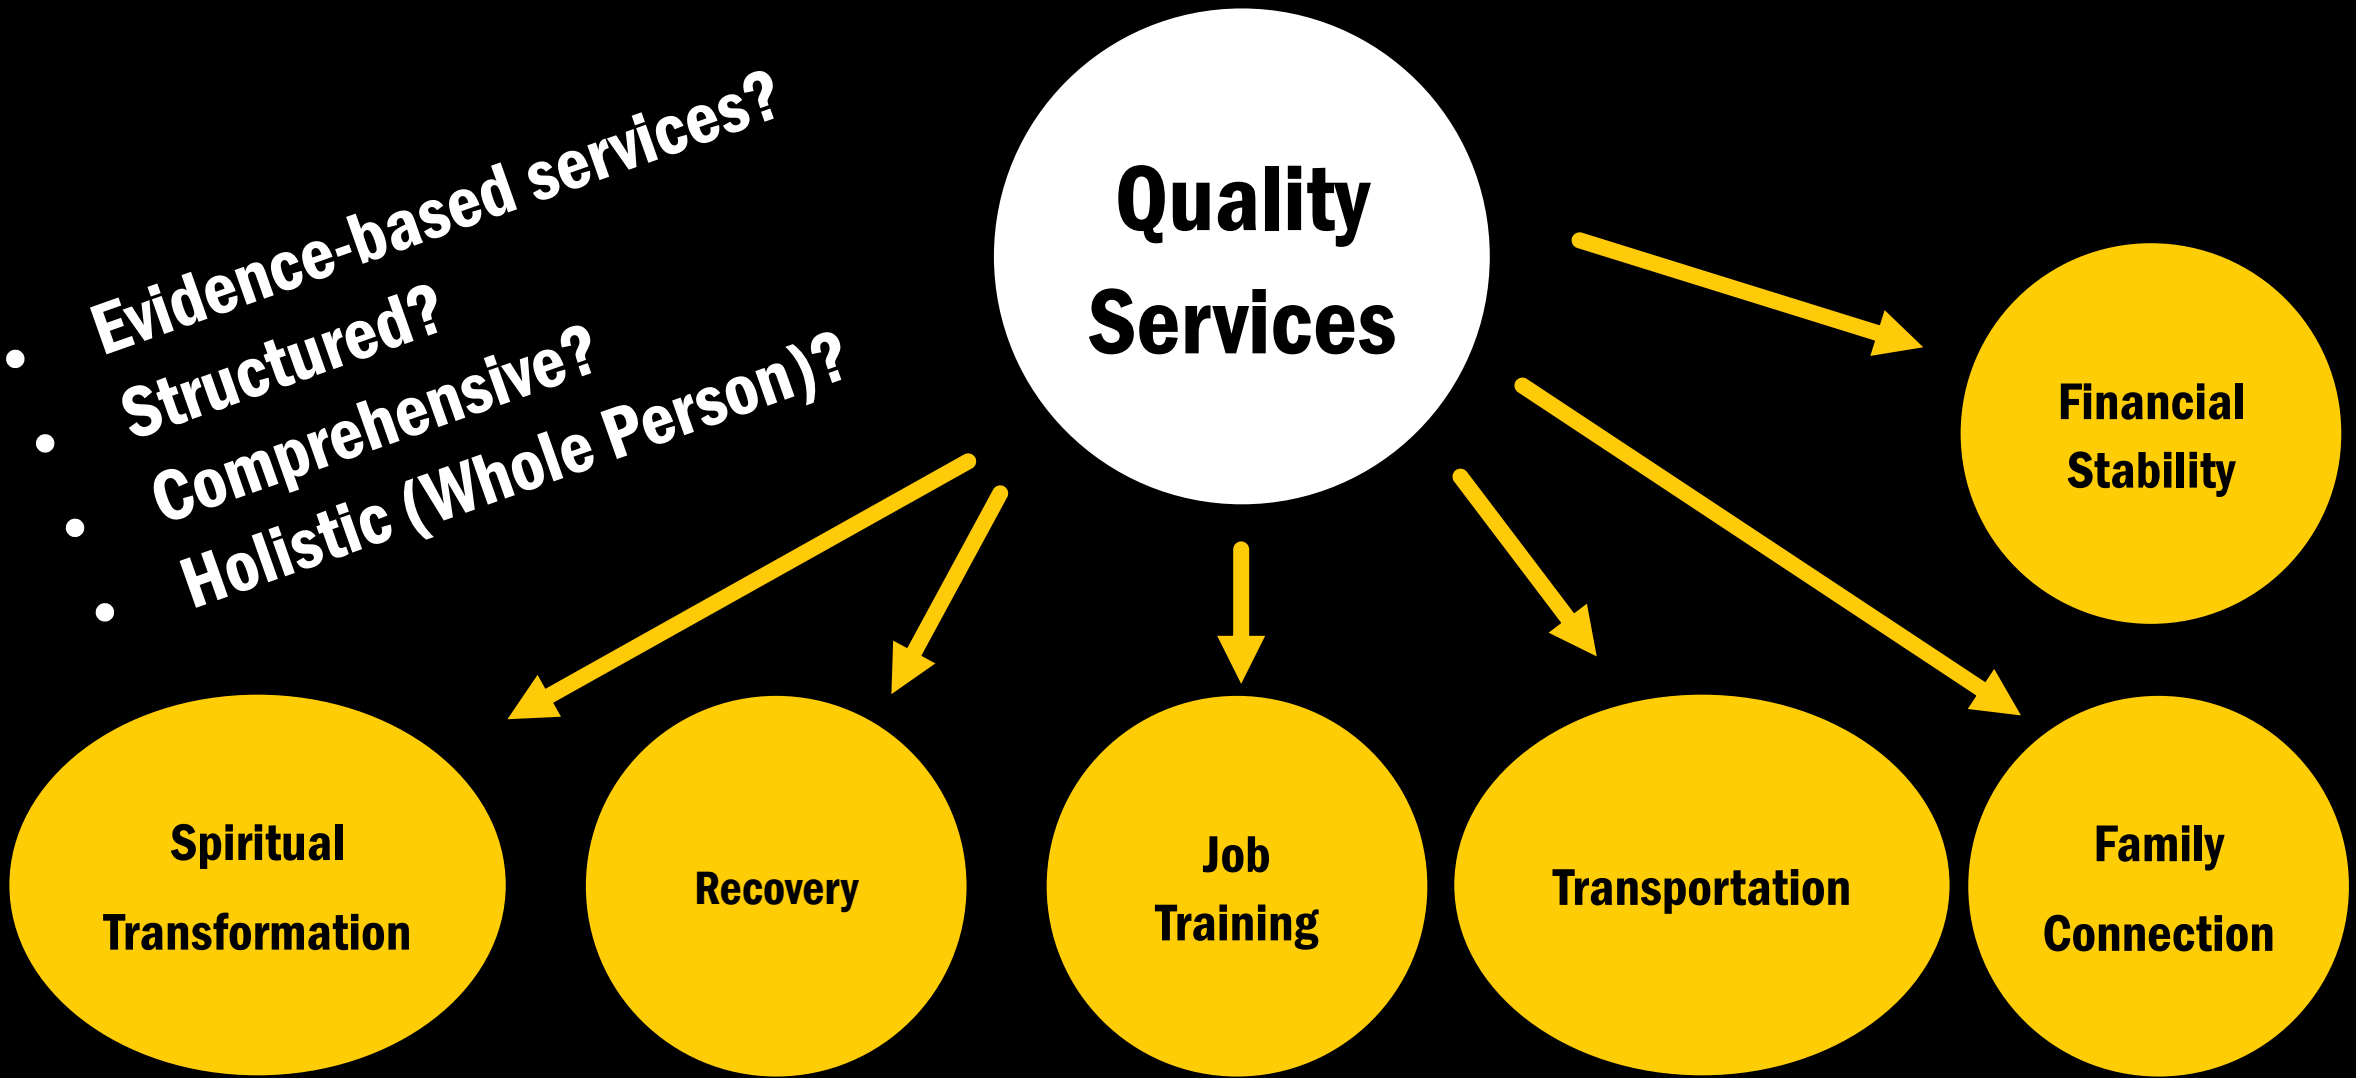 • Evidence-based services?
• Structured?
• Comprehensive?
• Holistic (Whole Person)?
Quality
Services
Financial
Stability
Spiritual
Transformation
Recovery
Job
Training
Transportation
Family
Connection